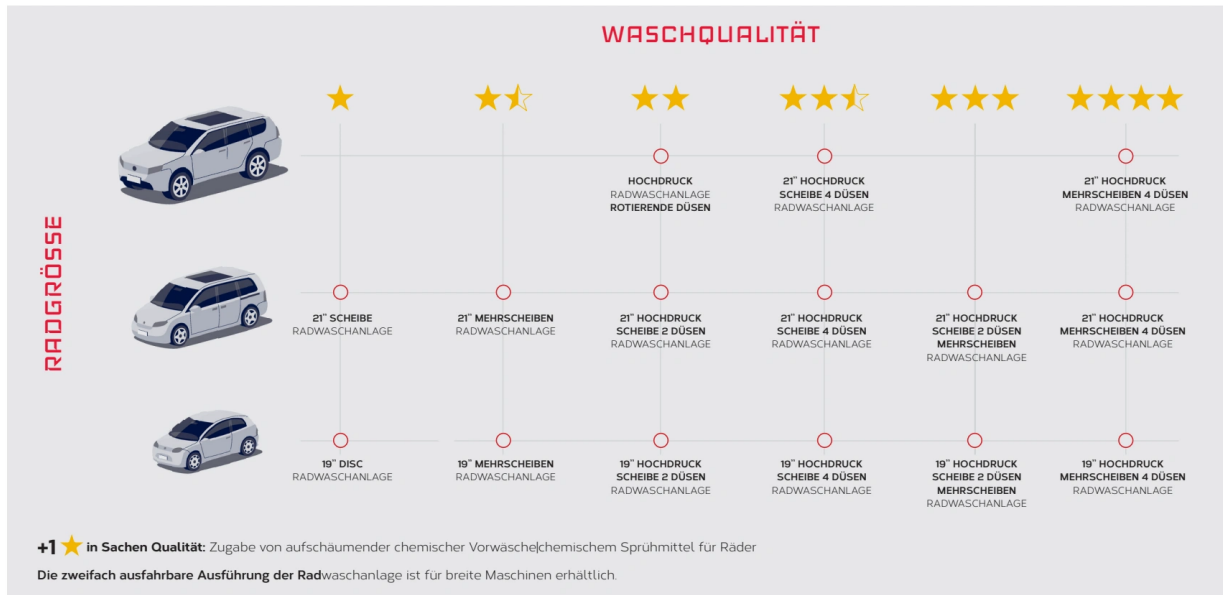 WASCHQUALITÄT
RADGRÖSSE
HOCHDRUCK
RADWASCHANLAGE
ROTIERENDE DÜSEN
21" HOCHDRUCK
SCHEIBE 4 DÜSEN
RADWASCHANLAGE
21" HOCHDRUCK
MEHRSCHEIBEN 4 DÜSEN
RADWASCHANLAGE
21" SCHEIBE
RADWASCHANLAGE
21" MEHRSCHEIBEN
RADWASCHANLAGE
21" HOCHDRUCK
SCHEIBE 2 DÜSEN
RADWASCHANLAGE
21" HOCHDRUCK
SCHEIBE 4 DÜSEN
RADWASCHANLAGE
21" HOCHDRUCK
SCHEIBE 2 DÜSEN
MEHRSCHEIBEN
RADWASCHANLAGE
21" HOCHDRUCK
MEHRSCHEIBEN 4 DÜSEN
RADWASCHANLAGE
19" DISC
RADWASCHANLAGE
19" MEHRSCHEIBEN
RADWASCHANLAGE
19" HOCHDRUCK
SCHEIBE 2 DÜSEN
RADWASCHANLAGE
19" HOCHDRUCK
SCHEIBE 4 DÜSEN
RADWASCHANLAGE
19" HOCHDRUCK
SCHEIBE 2 DÜSEN
MEHRSCHEIBEN
RADWASCHANLAGE
19" HOCHDRUCK
MEHRSCHEIBEN 4 DÜSEN
RADWASCHANLAGE
+1 ★ in Sachen Qualität: Zugabe von aufschäumender chemischer Vorwäsche|chemischem Sprühmittel für Räder
Die zweifach ausfahrbare Ausführung der Radwaschanlage ist für breite Maschinen erhältlich.